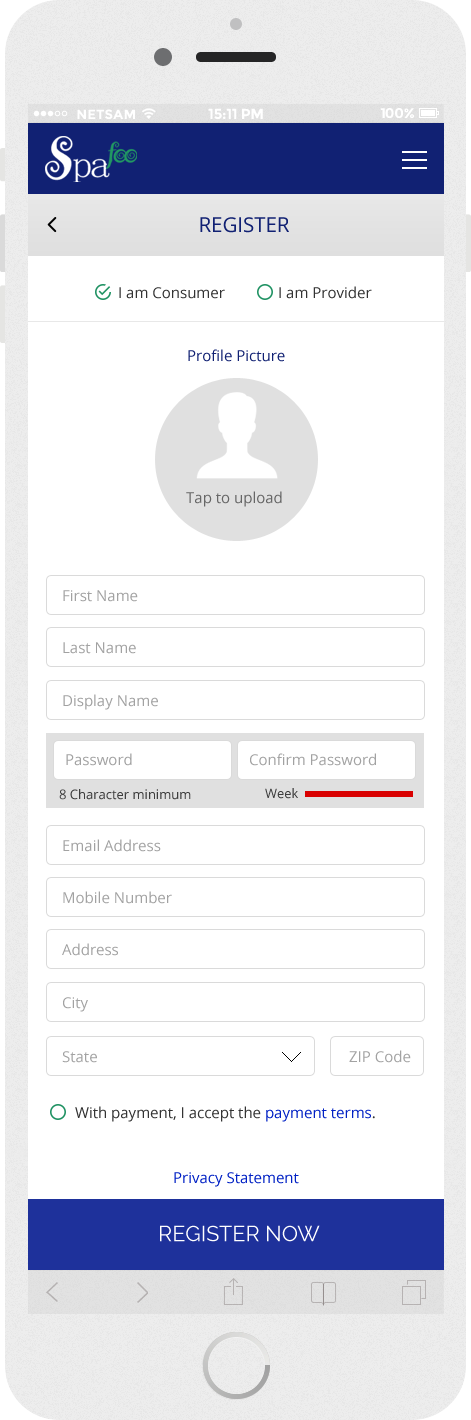 NETSAM 15:11 PM 100%
Spa foo
REGISTER
I am Consumer I am Provider
Profile Picture
Tap to upload
First Name
Last Name
Display Name
Password Confirm Password
8 Character minimum Week
Email Address
Mobile Number
Address
City
State ZIP Code
With payment, I accept the payment terms.
Privacy Statement
REGISTER NOW